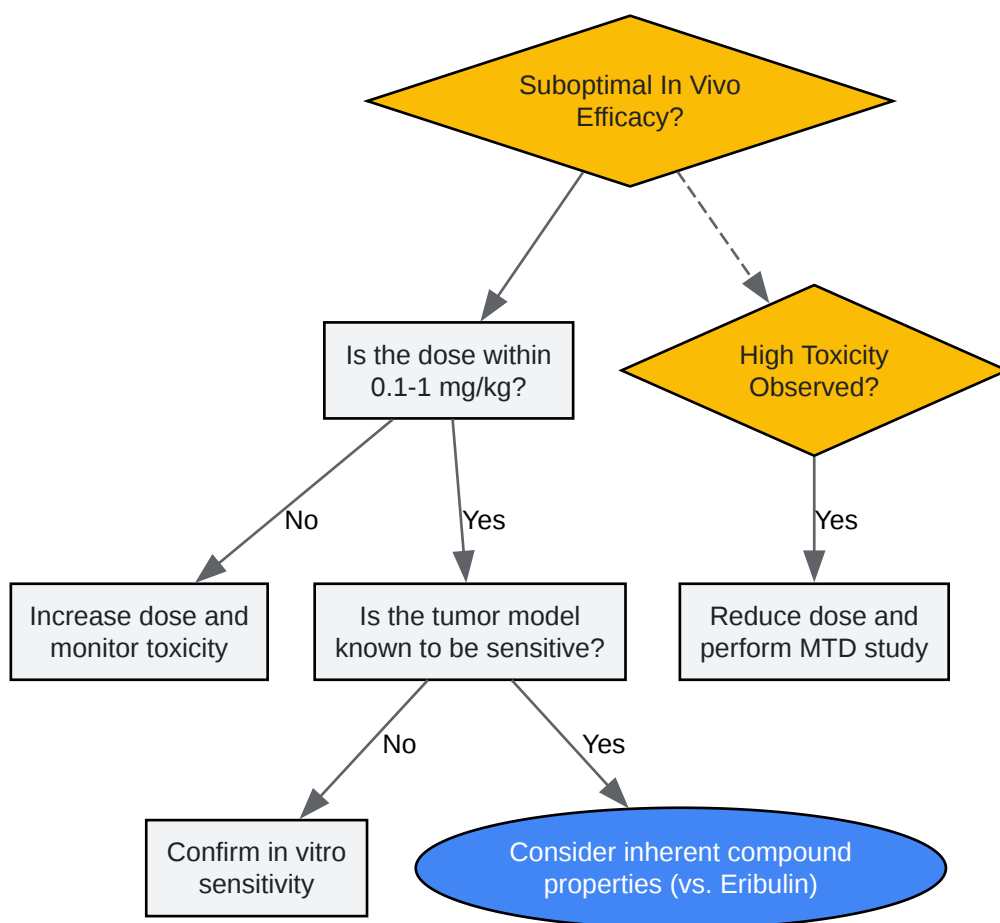 Suboptimal In Vivo
Efficacy?
Is the dose within
0.1-1 mg/kg?
High Toxicity
Observed?
No
Yes
Yes
Increase dose and
monitor toxicity
Is the tumor model
known to be sensitive?
Reduce dose and
perform MTD study
No
Yes
Confirm in vitro
sensitivity
Consider inherent compound
properties (vs. Eribulin)